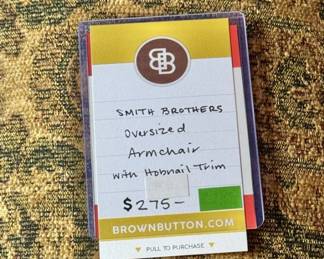 BB
SMITH BROTHERS
Oversized
Armchair
with Hobnail Trim
$275-
BROWNBUTTON.COM
PULL TO PURCHASE